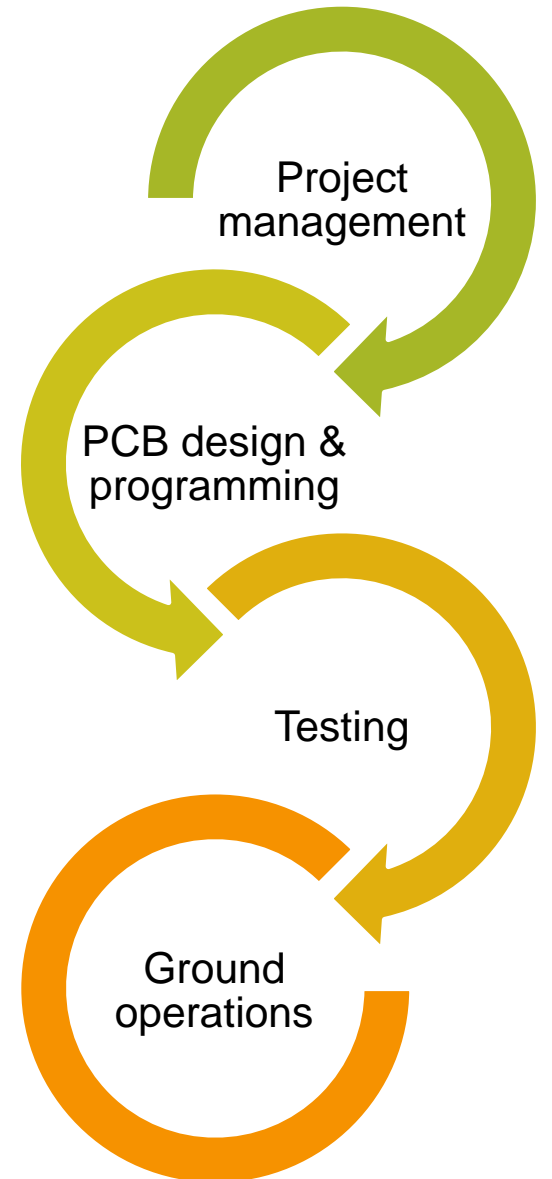 Project
management
PCB design &
programming
Testing
Ground
operations